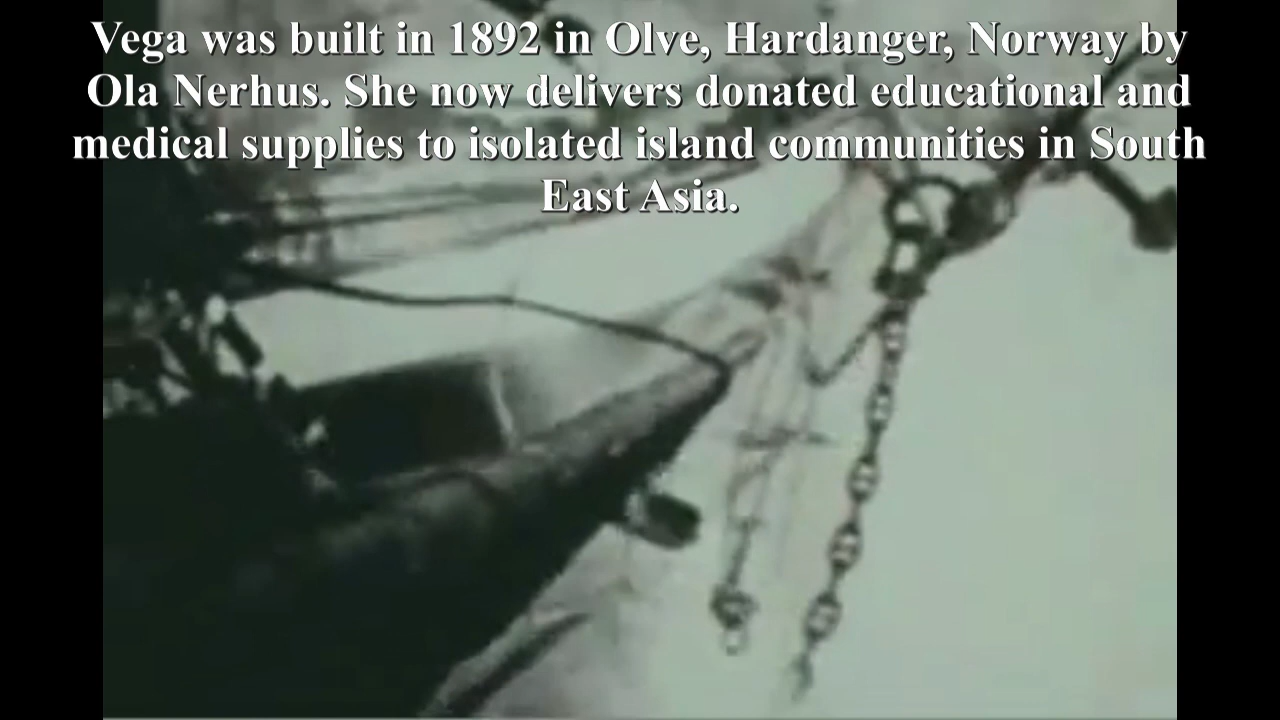 Vega was built in 1892 in Olve, Hardanger, Norway by
Ola Nerhus. She now delivers donated educational and
medical supplies to isolated island communities in South
East Asia.